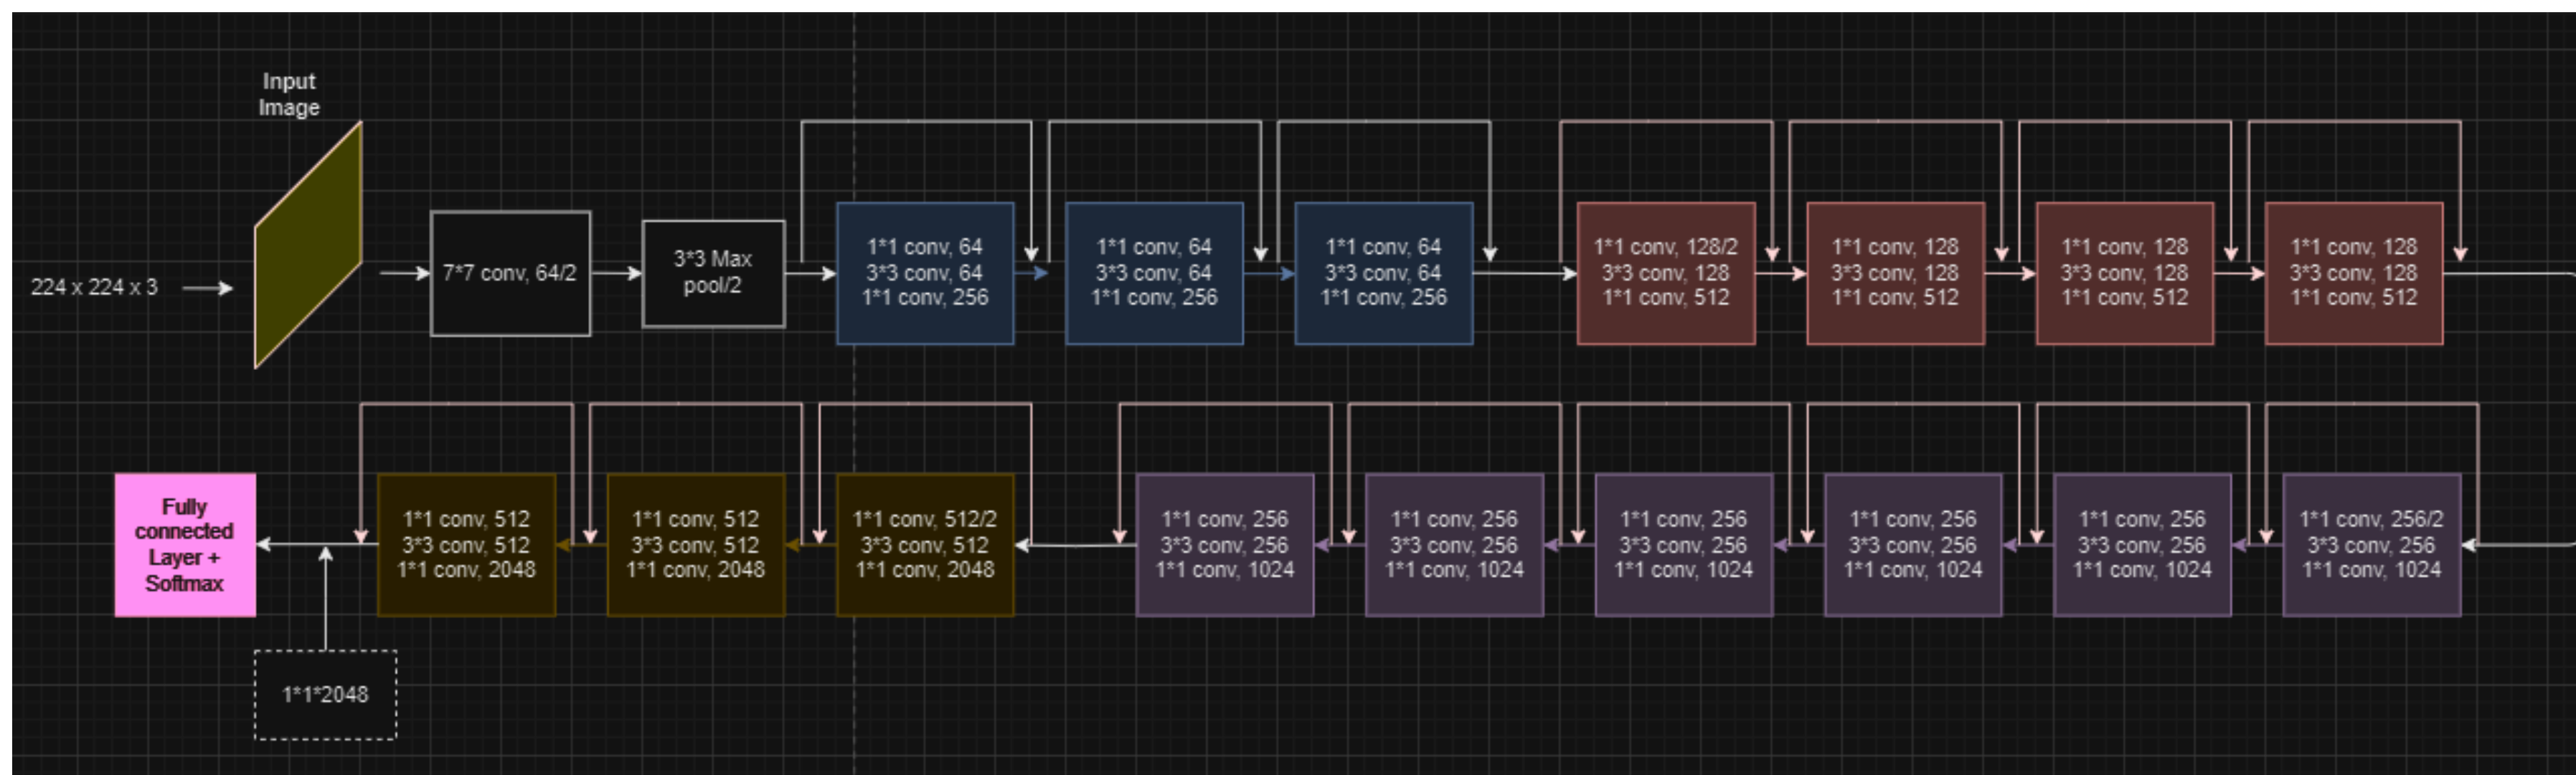 Input
Image
224 x 224 x 3
7*7 conv, 64/2
3*3 Max
pool/2
1*1 conv, 64
3*3 conv, 64
1*1 conv, 256
1*1 conv, 64
3*3 conv, 64
1*1 conv, 256
1*1 conv, 64
3*3 conv, 64
1*1 conv, 256
1*1 conv, 128/2
3*3 conv, 128
1*1 conv, 512
1*1 conv, 128
3*3 conv, 128
1*1 conv, 512
1*1 conv, 128
3*3 conv, 128
1*1 conv, 512
1*1 conv, 128
3*3 conv, 128
1*1 conv, 512
Fully
connected
Layer +
Softmax
1*1 conv, 512
3*3 conv, 512
1*1 conv, 2048
1*1 conv, 512
3*3 conv, 512
1*1 conv, 2048
1*1 conv, 512/2
3*3 conv, 512
1*1 conv, 2048
1*1 conv, 256
3*3 conv, 256
1*1 conv, 1024
1*1 conv, 256
3*3 conv, 256
1*1 conv, 1024
1*1 conv, 256
3*3 conv, 256
1*1 conv, 1024
1*1 conv, 256
3*3 conv, 256
1*1 conv, 1024
1*1 conv, 256
3*3 conv, 256
1*1 conv, 1024
1*1 conv, 256/2
3*3 conv, 256
1*1 conv, 1024
1*1*2048